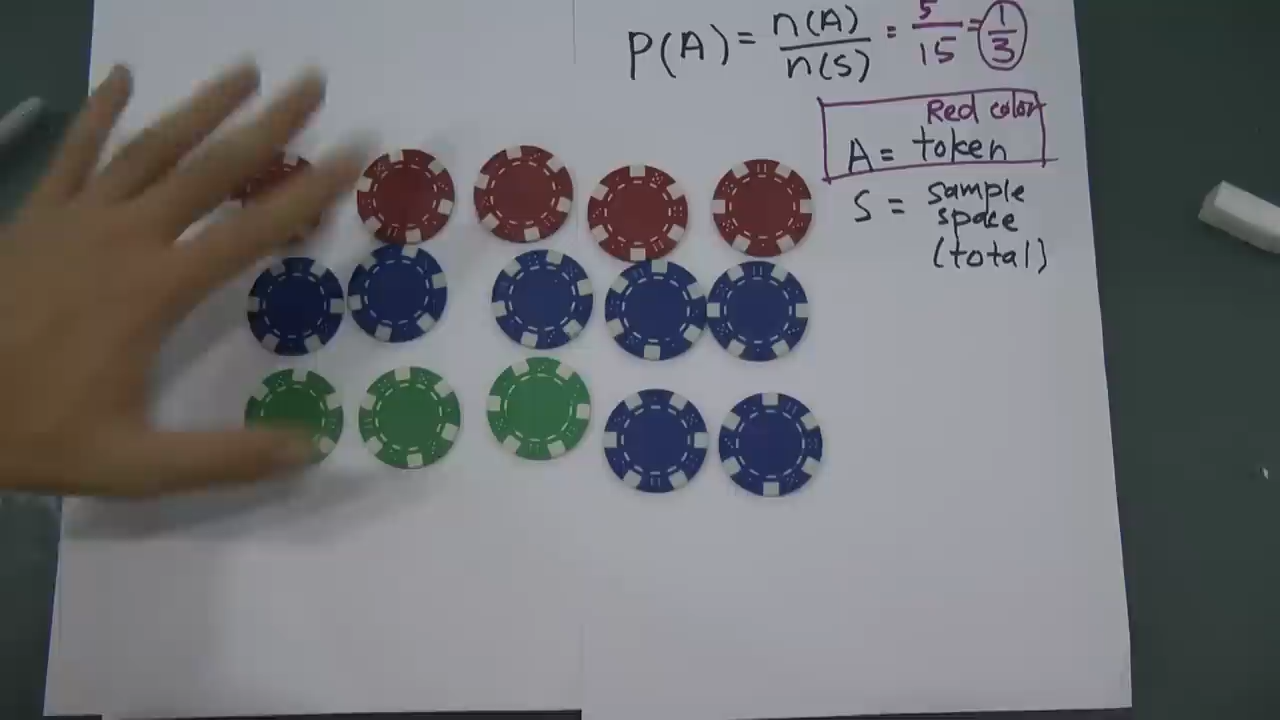 P(A) = n(A) / n(S) = 5 / 15 = 1 / 3
Red color
A = token
S = sample
space
(total)